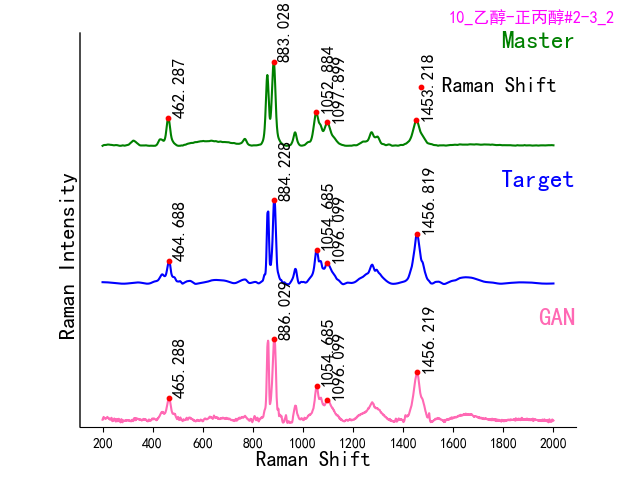 10_乙醇-正丙醇#2-3_2
Master
Raman Shift
462.287
883.028
1052.884
1097.899
1453.218
Target
464.688
884.228
1054.685
1096.099
1456.819
GAN
465.288
886.029
1054.685
1096.099
1456.219
Raman Intensity
200 400 600 800 1000 1200 1400 1600 1800 2000
Raman Shift